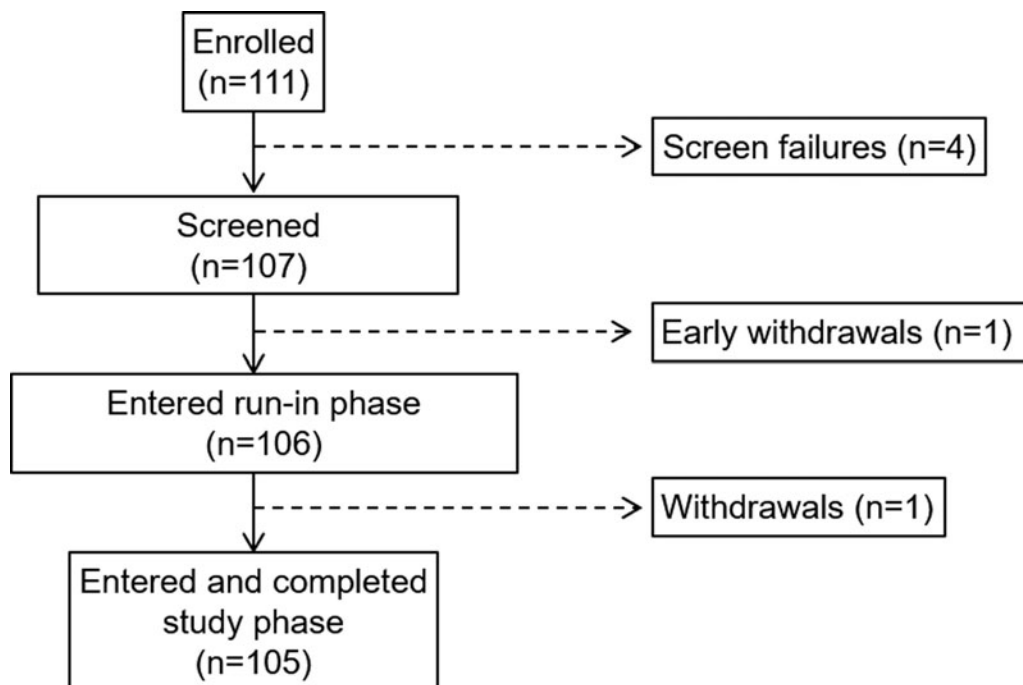 Enrolled
(n=111)
Screen failures (n=4)
Screened
(n=107)
Early withdrawals (n=1)
Entered run-in phase
(n=106)
Withdrawals (n=1)
Entered and completed
study phase
(n=105)